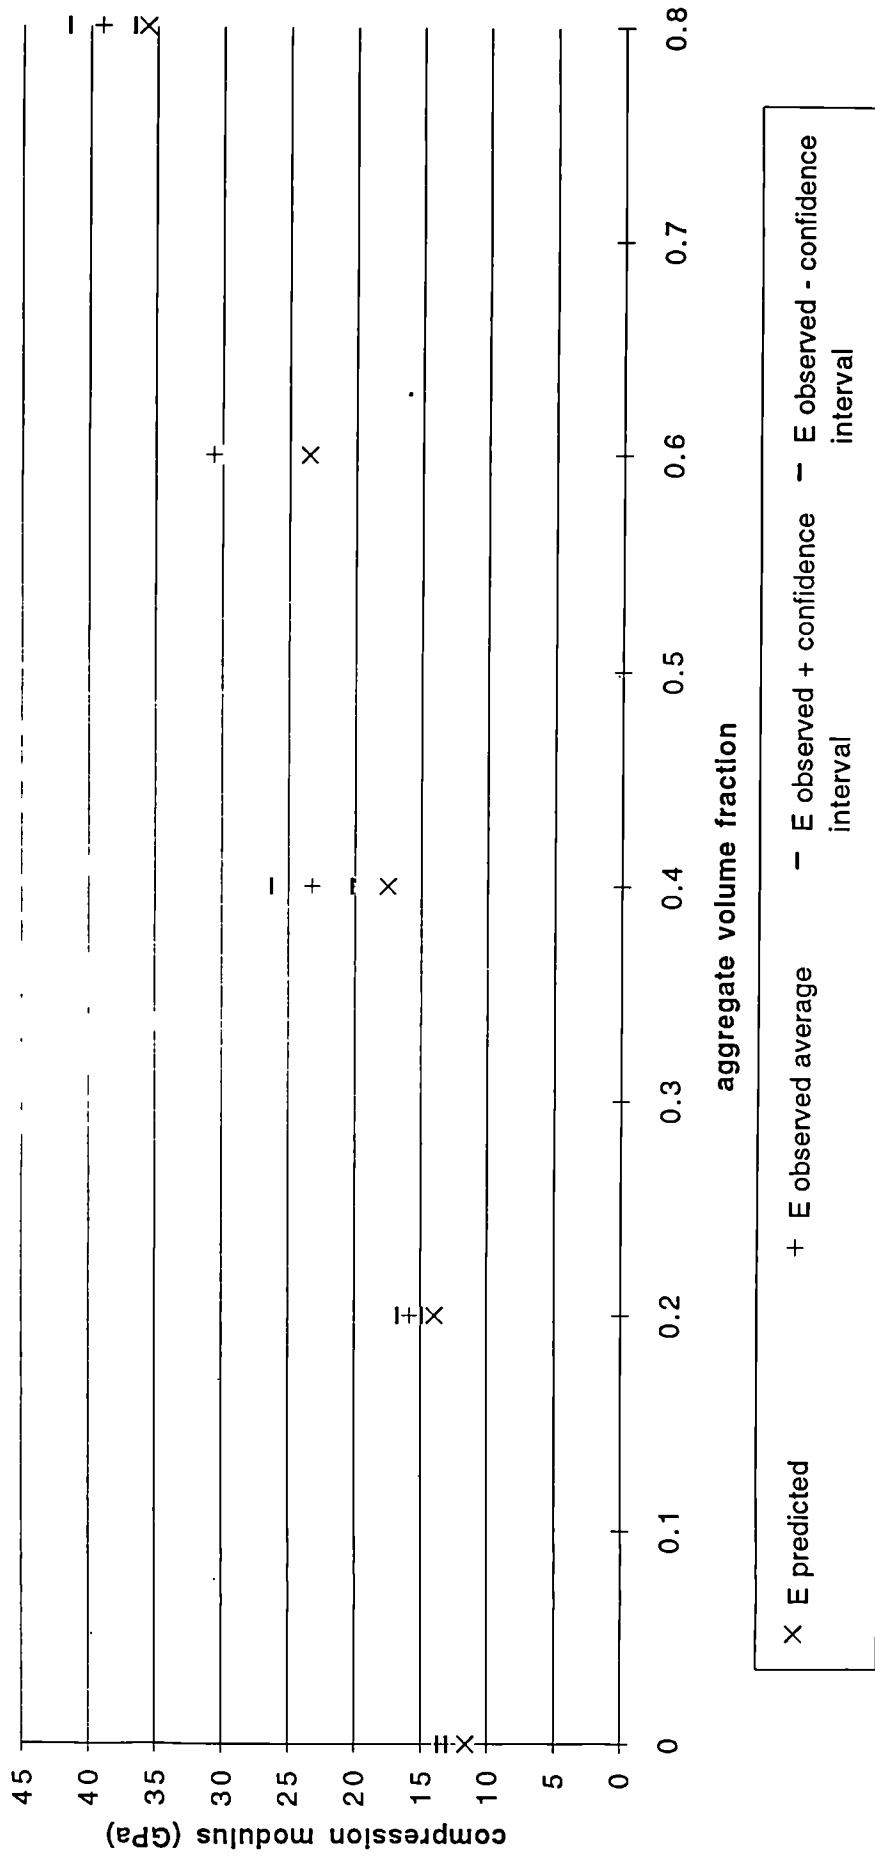 compression modulus (GPa)
45
40
35
30
25
20
15
10
5
0
0
0.1
0.2
0.3
0.4
0.5
0.6
0.7
0.8
aggregate volume fraction
× E predicted
+ E observed average
– E observed + confidence
interval
– E observed - confidence
interval